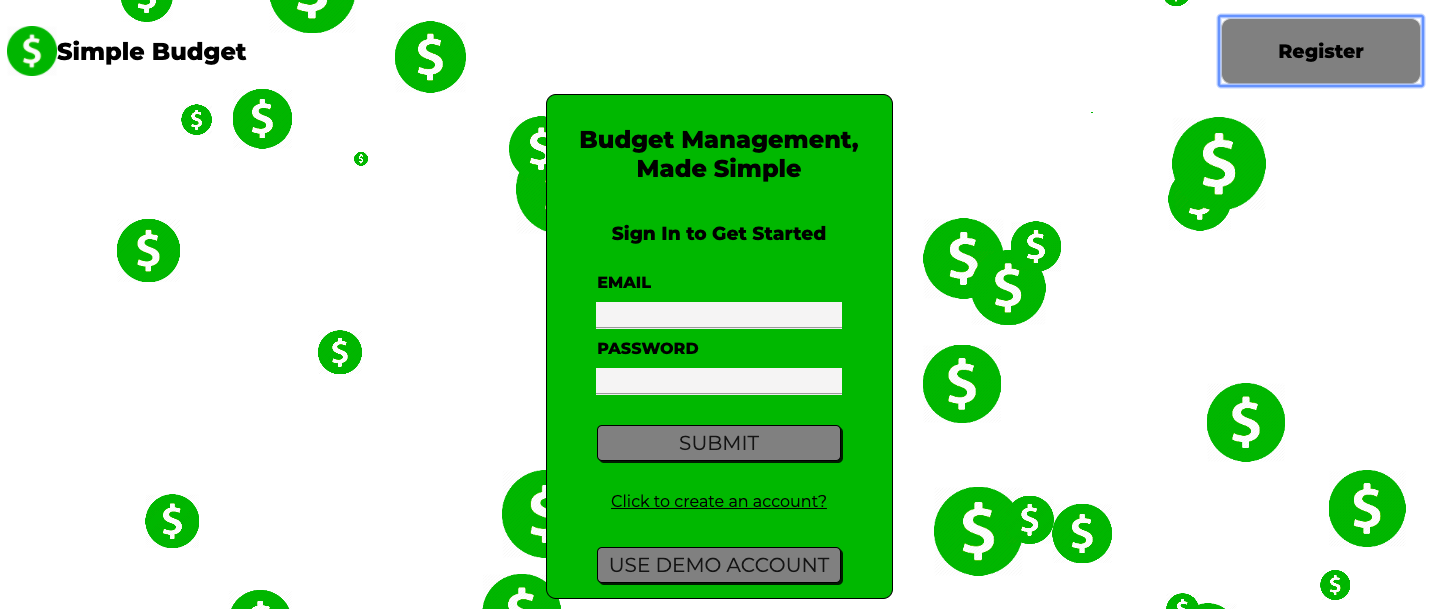 Simple Budget
Register
Budget Management,
Made Simple
Sign In to Get Started
EMAIL
PASSWORD
SUBMIT
Click to create an account?
USE DEMO ACCOUNT